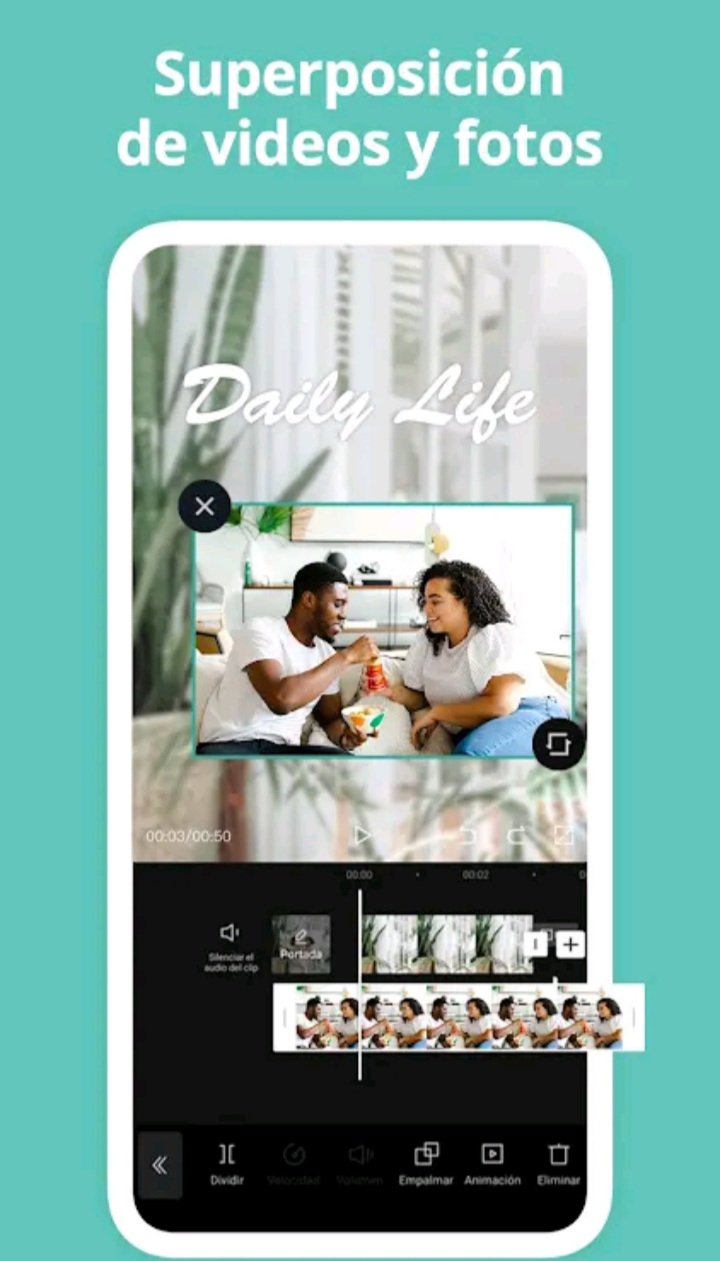 Superposición
de videos y fotos
Daily Life
00:03/00:50
00:00
00:02
Silenciar el
audio del clip
Portada
Dividir
Velocidad
Volumen
Empalmar
Animación
Eliminar